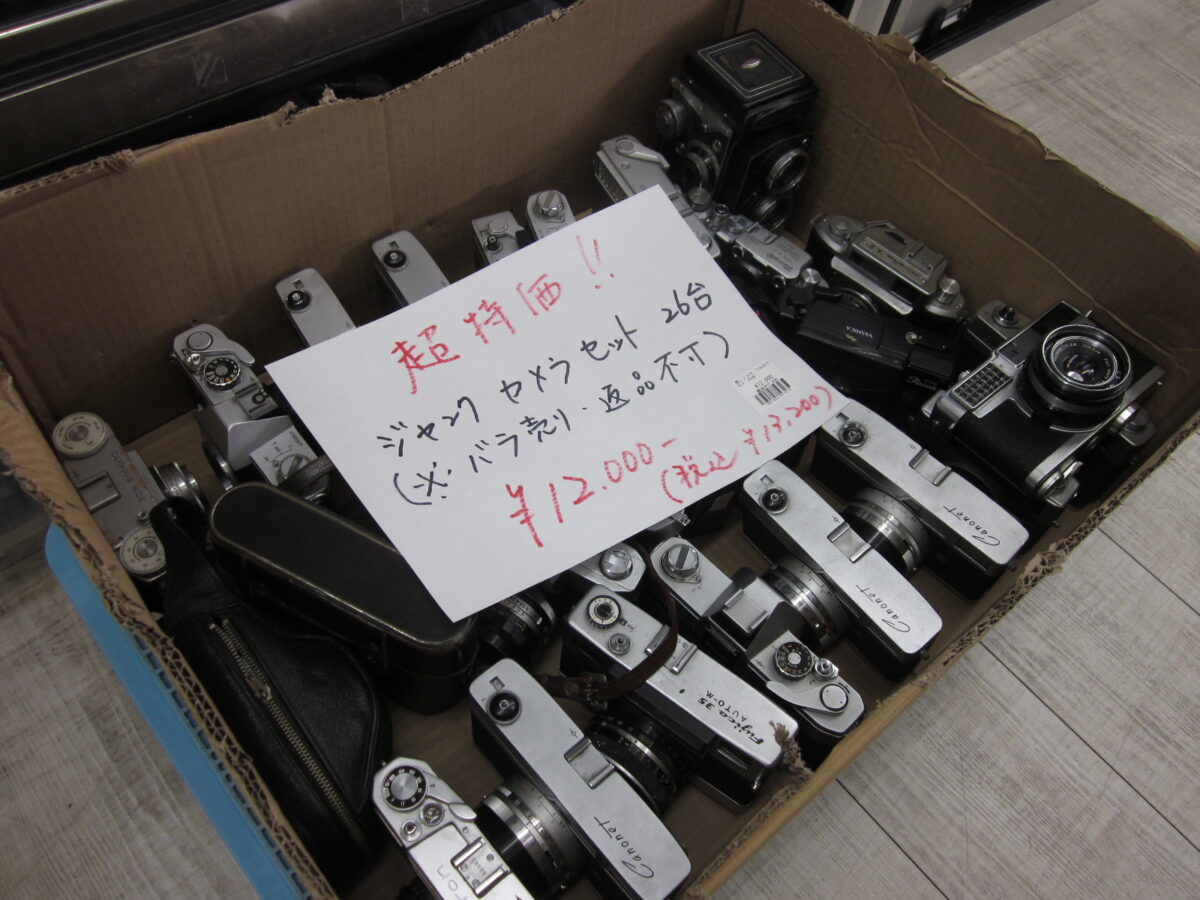 超特価!!
ジャンク カメラ セット 26台
(※バラ売り・返品不可)
¥12.000-
(税込 ¥13,200)
YASHICA
Canonet
Canonet
Canonet
Fujica 35
AUTO-M